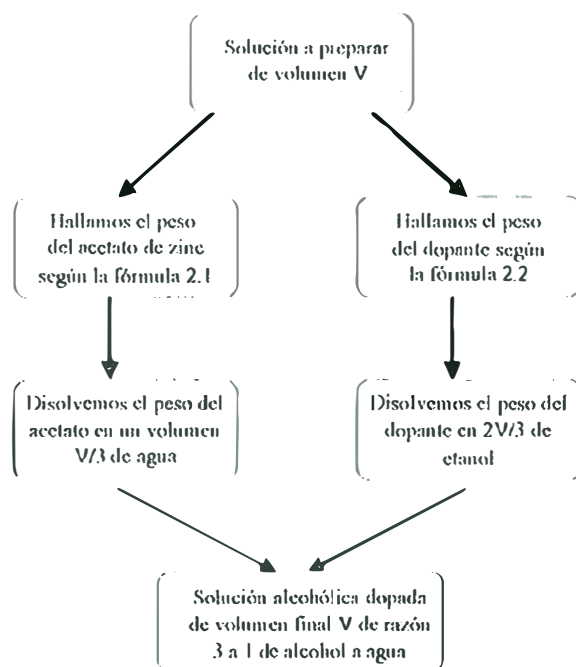 Solución a preparar
de volumen V
Hallamos el peso
del acetato de zinc
según la fórmula 2.1
Hallamos el peso
del dopante según
la fórmula 2.2
Disolvemos el peso del
acetato en un volumen
V/3 de agua
Disolvemos el peso del
dopante en 2V/3 de
etanol
Solución alcohólica dopada
de volumen final V de razón
3 a 1 de alcohol a agua